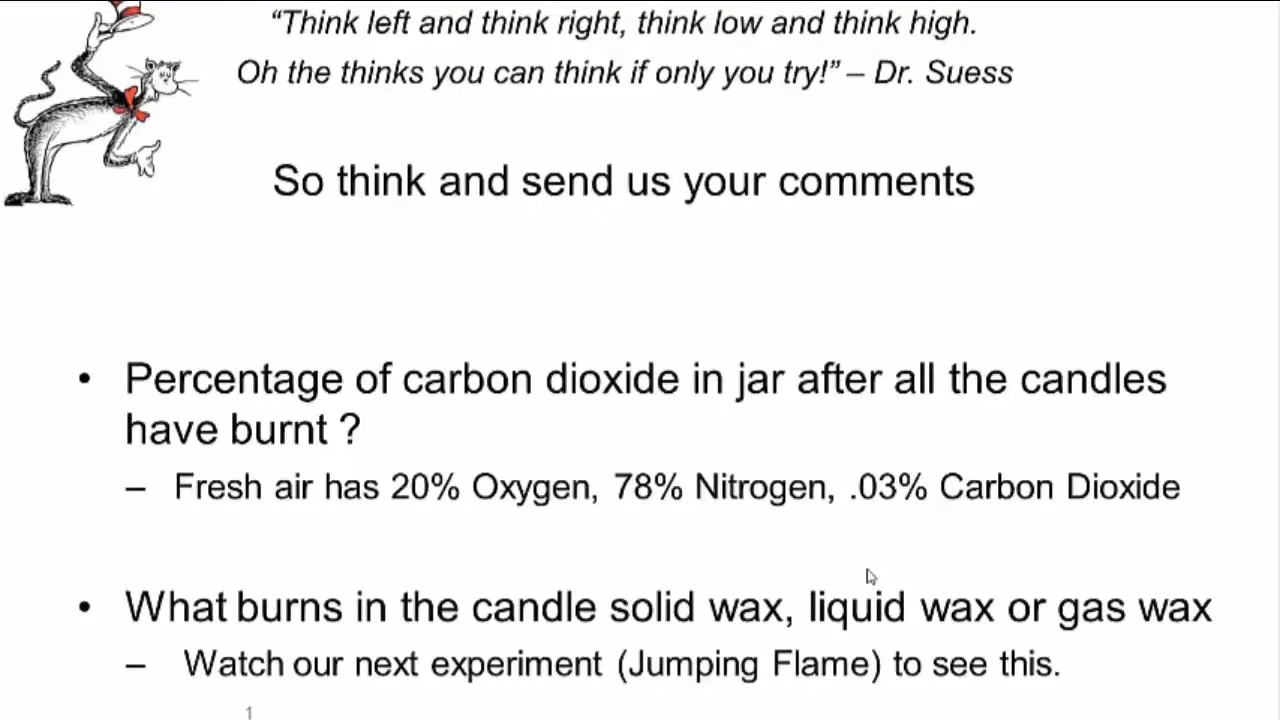 “Think left and think right, think low and think high.
Oh the thinks you can think if only you try!” – Dr. Suess
So think and send us your comments
• Percentage of carbon dioxide in jar after all the candles
have burnt ?
– Fresh air has 20% Oxygen, 78% Nitrogen, .03% Carbon Dioxide
• What burns in the candle solid wax, liquid wax or gas wax
– Watch our next experiment (Jumping Flame) to see this.
1